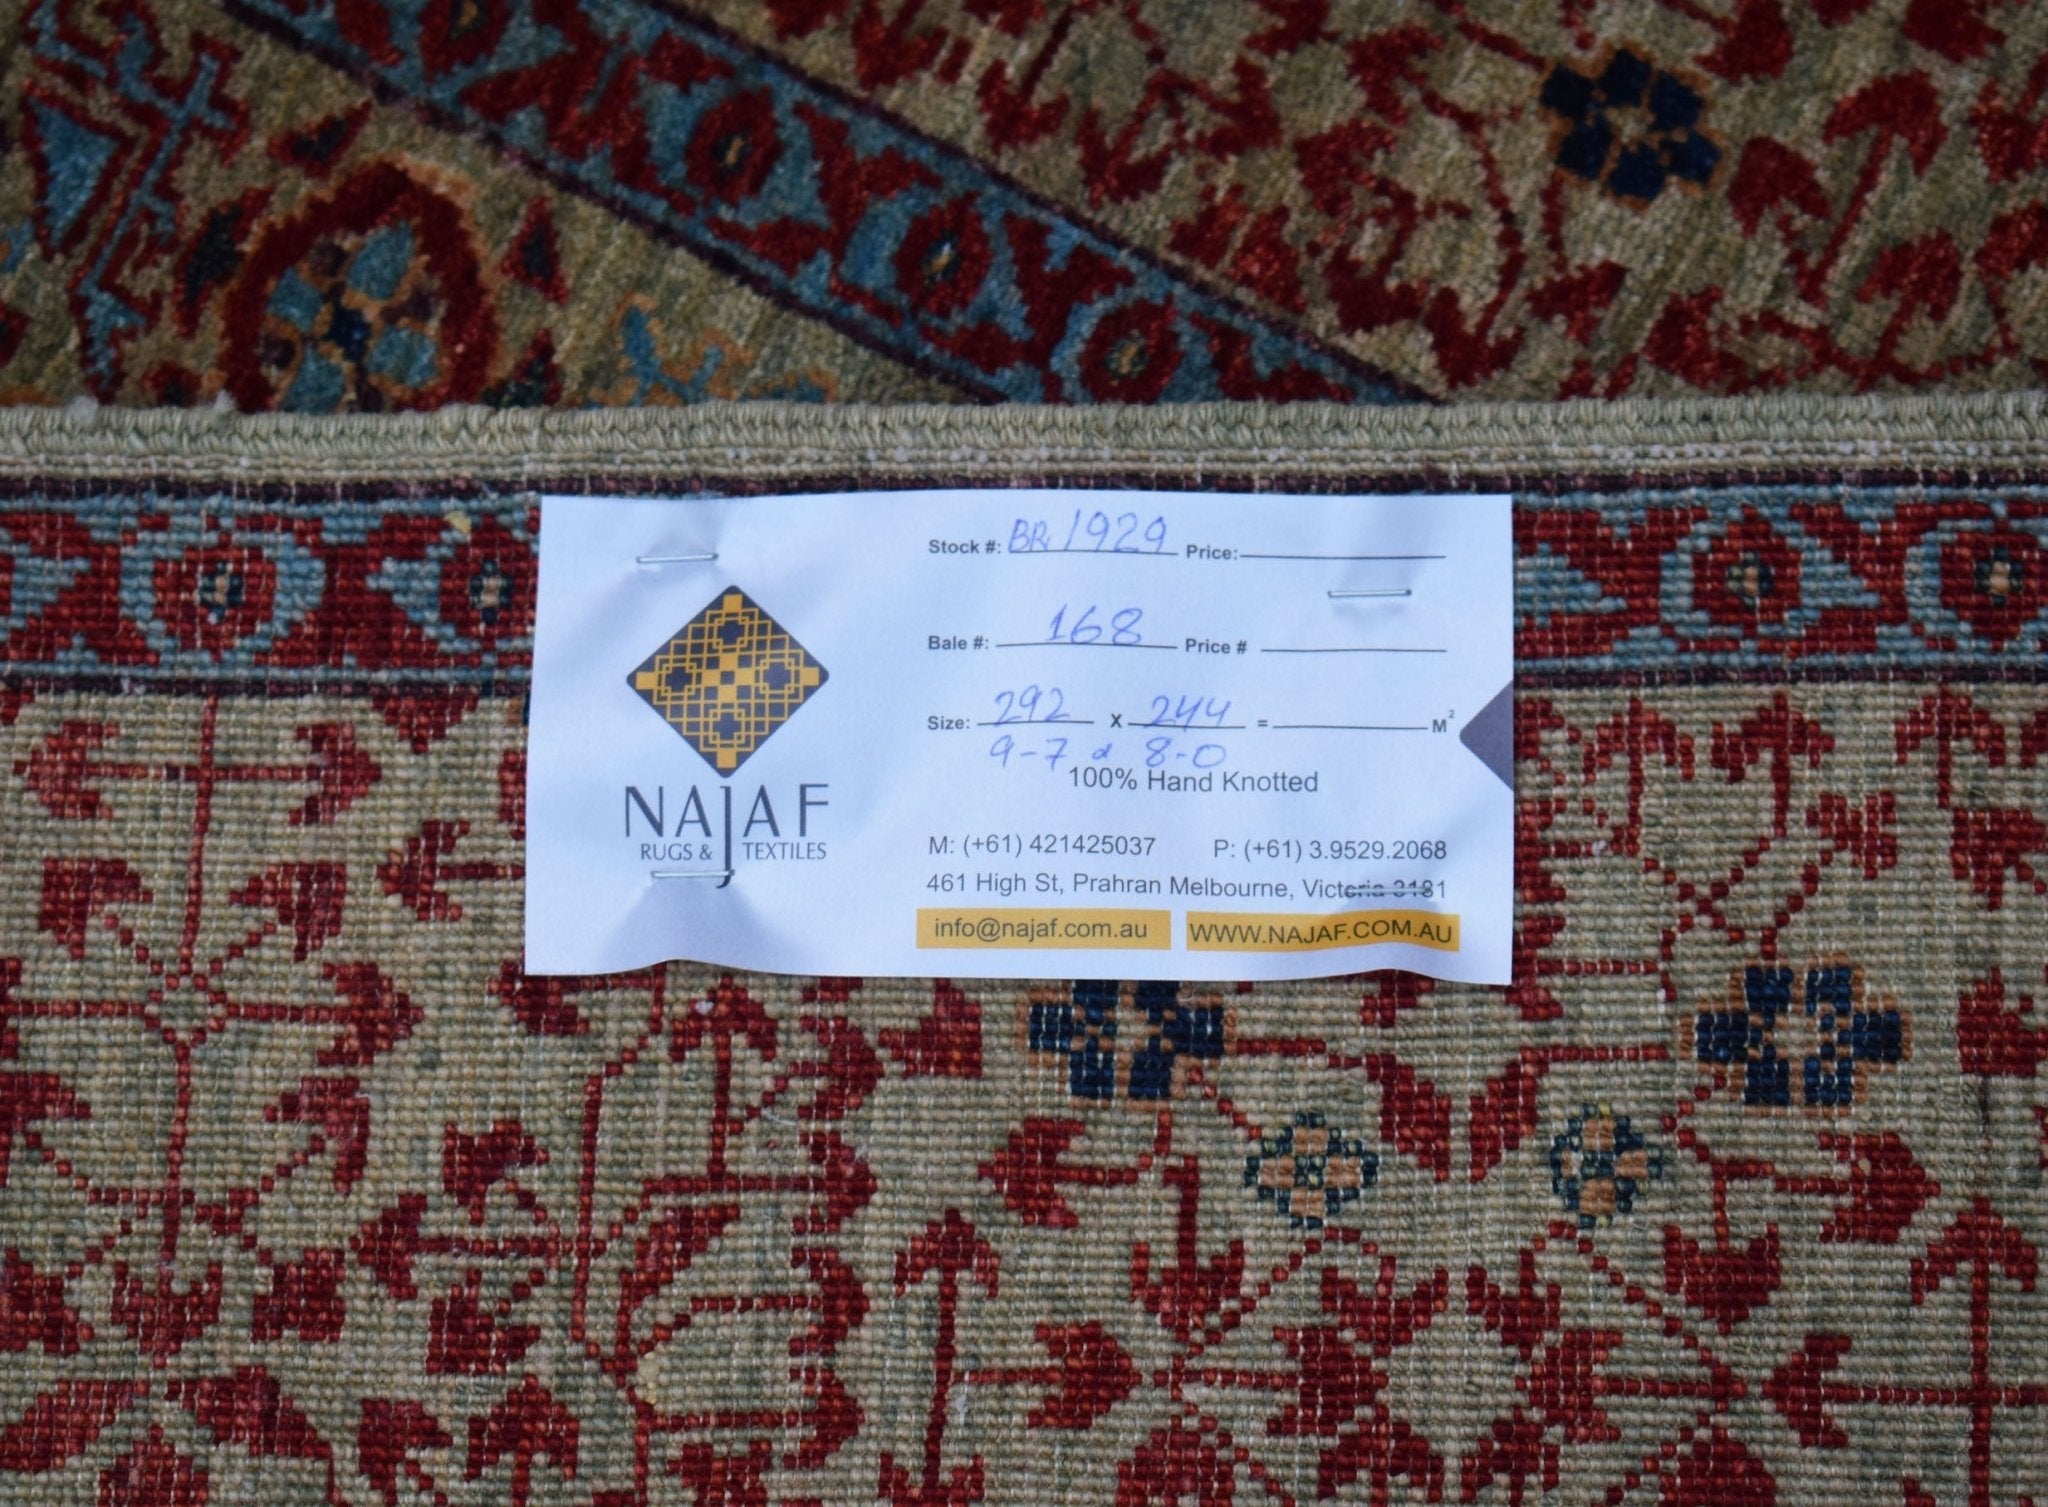 NAJAF
RUGS & TEXTILES
Stock #: BR 1929 Price:
Bale #: 168 Price #
Size: 292 X 244 = M²
9-7 x 8-0
100% Hand Knotted
M: (+61) 421425037 P: (+61) 3.9529.2068
461 High St, Prahran Melbourne, Victoria 3181
info@najaf.com.au WWW.NAJAF.COM.AU